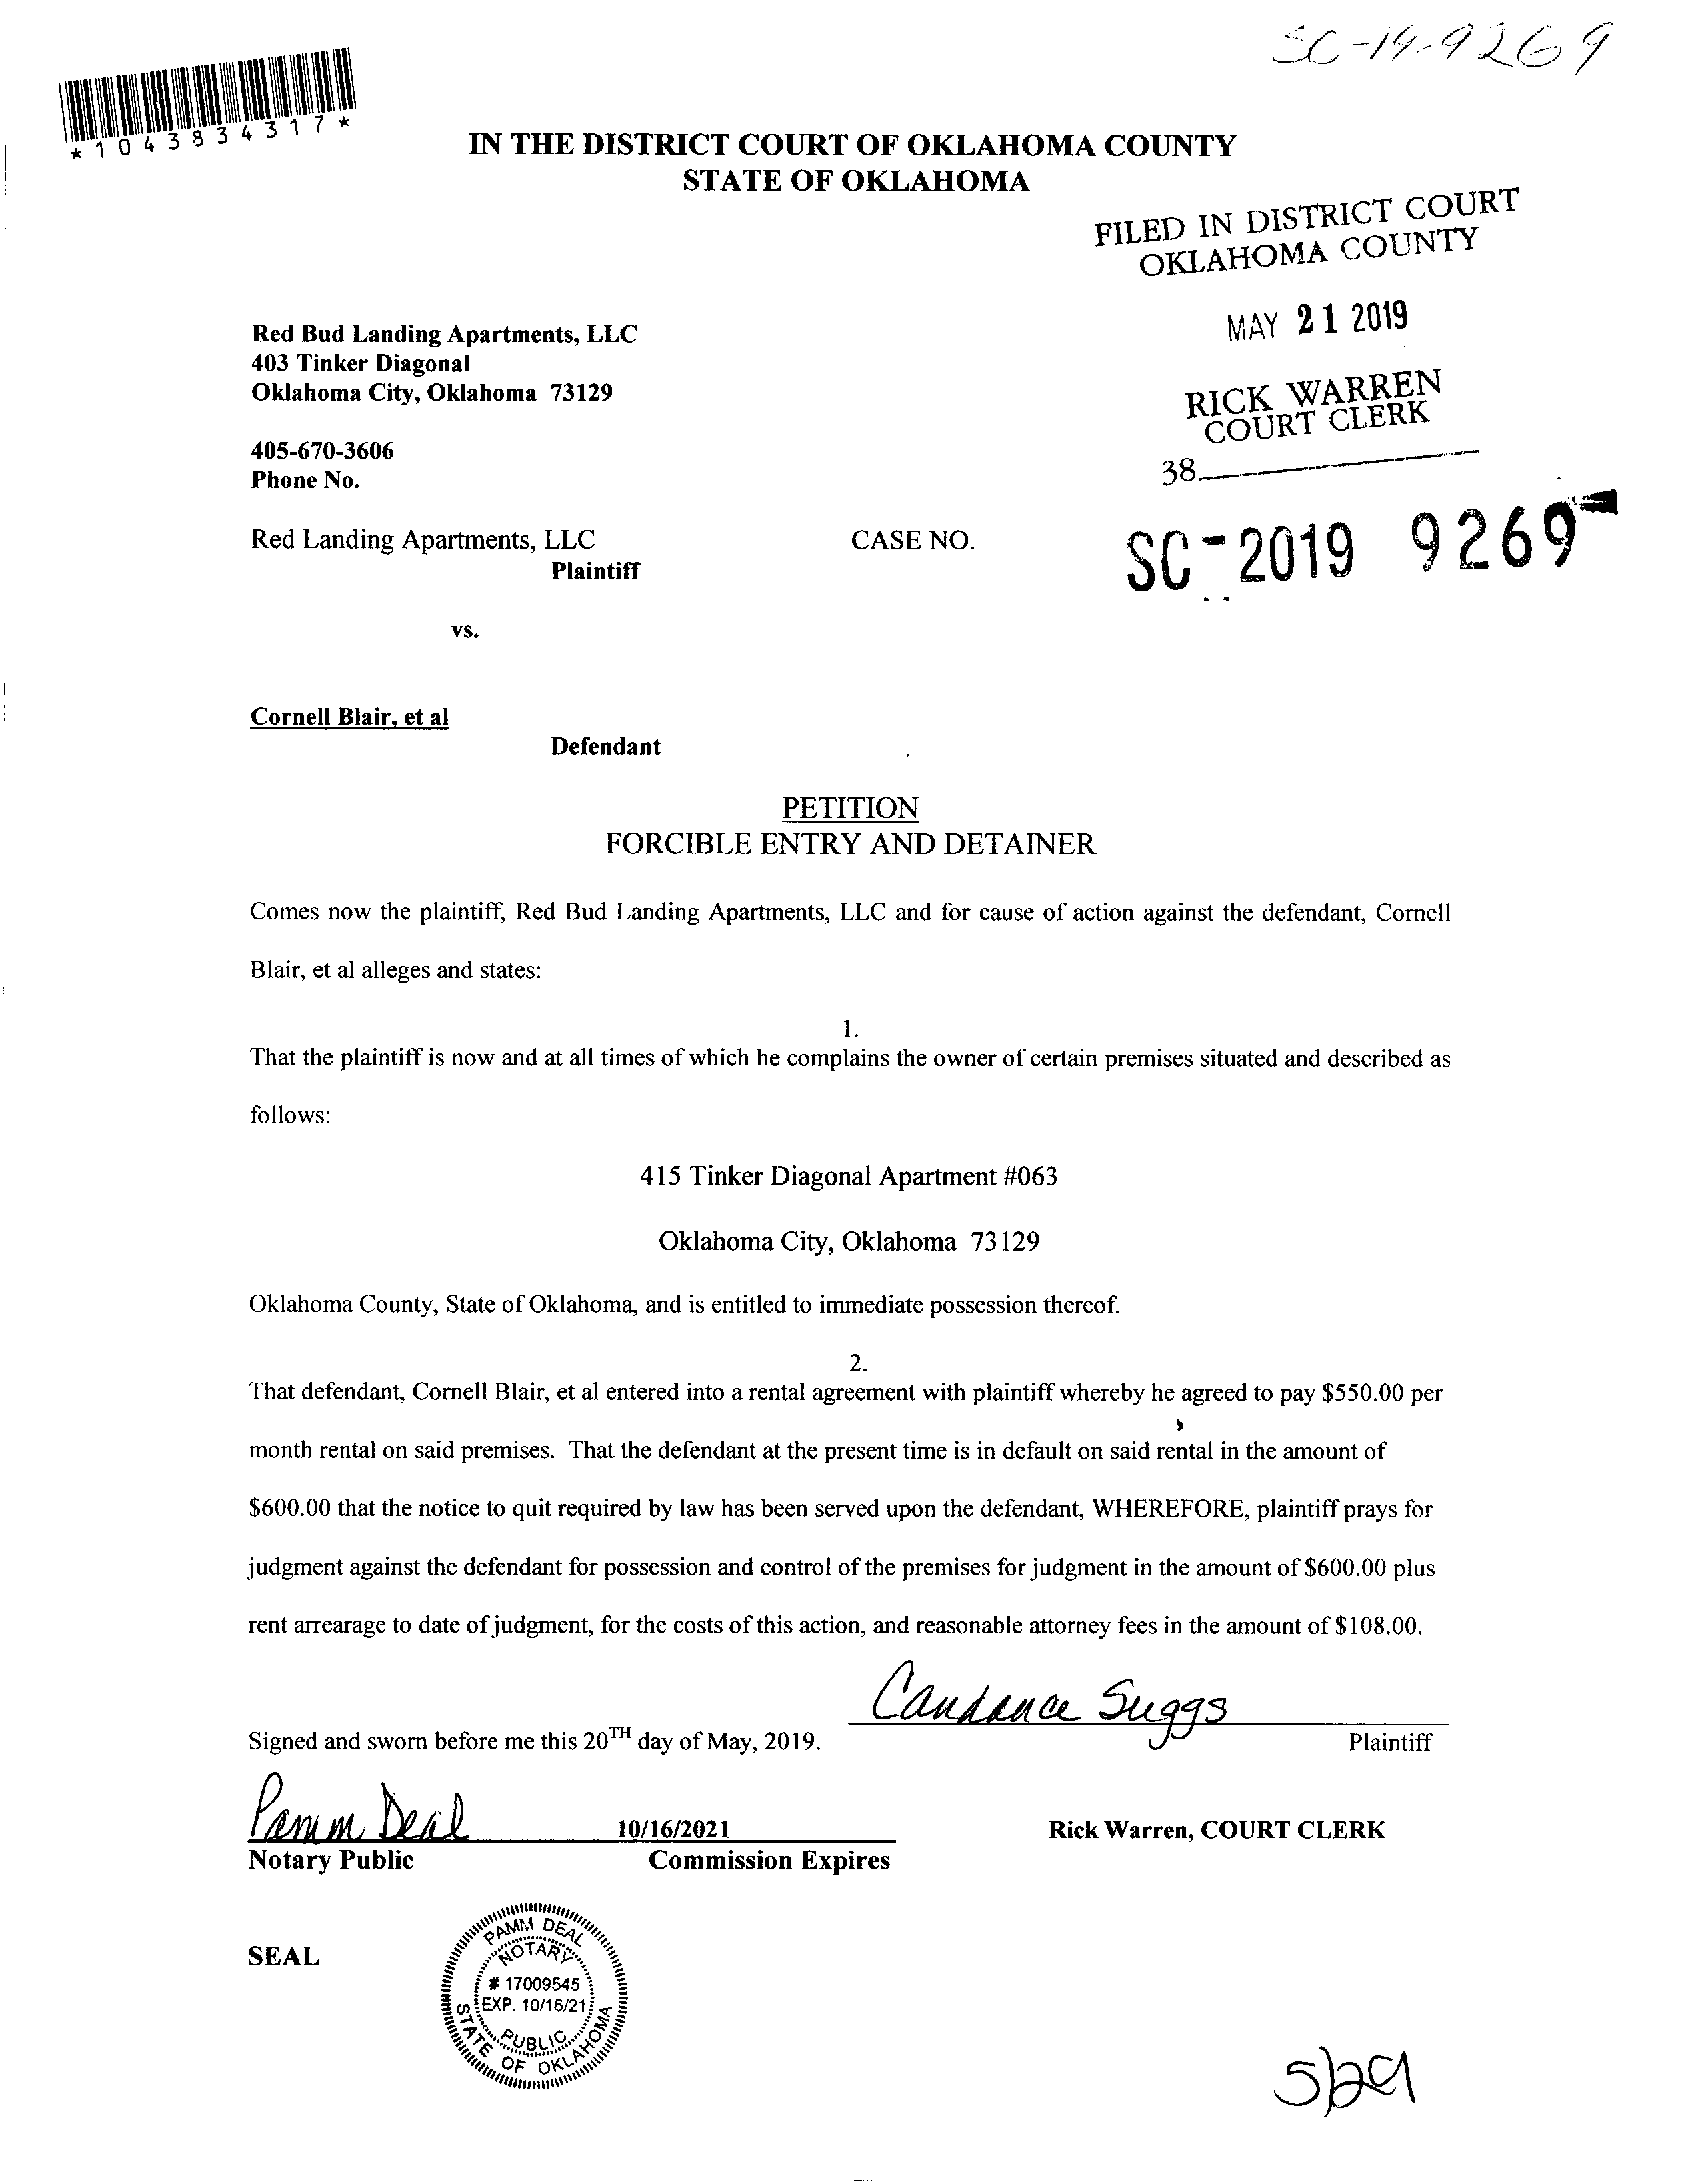 SC-19-9269
*1043834317*
IN THE DISTRICT COURT OF OKLAHOMA COUNTY
STATE OF OKLAHOMA
FILED IN DISTRICT COURT
OKLAHOMA COUNTY
MAY 21 2019
RICK WARREN
COURT CLERK
38
Red Bud Landing Apartments, LLC
403 Tinker Diagonal
Oklahoma City, Oklahoma 73129
405-670-3606
Phone No.
Red Landing Apartments, LLC
Plaintiff
CASE NO.
SC-2019 9269
vs.
Cornell Blair, et al
Defendant
PETITION
FORCIBLE ENTRY AND DETAINER
Comes now the plaintiff, Red Bud Landing Apartments, LLC and for cause of action against the defendant, Cornell
Blair, et al alleges and states:
1.
That the plaintiff is now and at all times of which he complains the owner of certain premises situated and described as
follows:
415 Tinker Diagonal Apartment #063
Oklahoma City, Oklahoma 73129
Oklahoma County, State of Oklahoma, and is entitled to immediate possession thereof.
2.
That defendant, Cornell Blair, et al entered into a rental agreement with plaintiff whereby he agreed to pay $550.00 per
month rental on said premises. That the defendant at the present time is in default on said rental in the amount of
$600.00 that the notice to quit required by law has been served upon the defendant, WHEREFORE, plaintiff prays for
judgment against the defendant for possession and control of the premises for judgment in the amount of $600.00 plus
rent arrearage to date of judgment, for the costs of this action, and reasonable attorney fees in the amount of $108.00.
Candance Suggs
Signed and sworn before me this 20TH day of May, 2019.
Plaintiff
Pamm Deal
10/16/2021
Rick Warren, COURT CLERK
Notary Public
Commission Expires
SEAL
PAMM DEAL
NOTARY
# 17009545
EXP. 10/16/21
PUBLIC
STATE OF OKLAHOMA
5/29